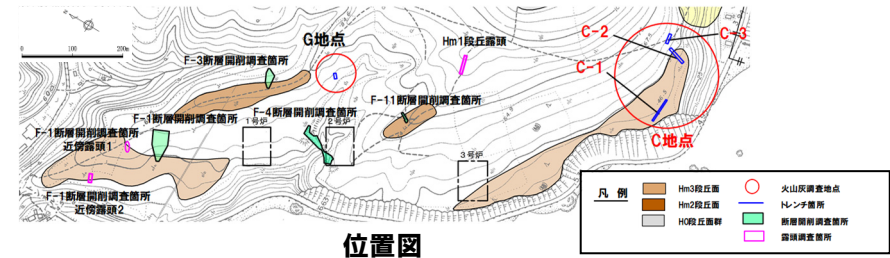 0 100 200m
G地点
Hm1段丘露頭
C-2
C-3
C-1
F-3断層開削調査箇所
F-11断層開削調査箇所
F-1断層開削調査箇所
F-4断層開削調査箇所
1号炉
2号炉
3号炉
F-1断層開削調査箇所
近傍露頭1
C地点
F-1断層開削調査箇所
近傍露頭2
凡 例
Hm3段丘面
Hm2段丘面
H0段丘面群
火山灰調査地点
トレンチ箇所
断層開削調査箇所
露頭調査箇所
位置図